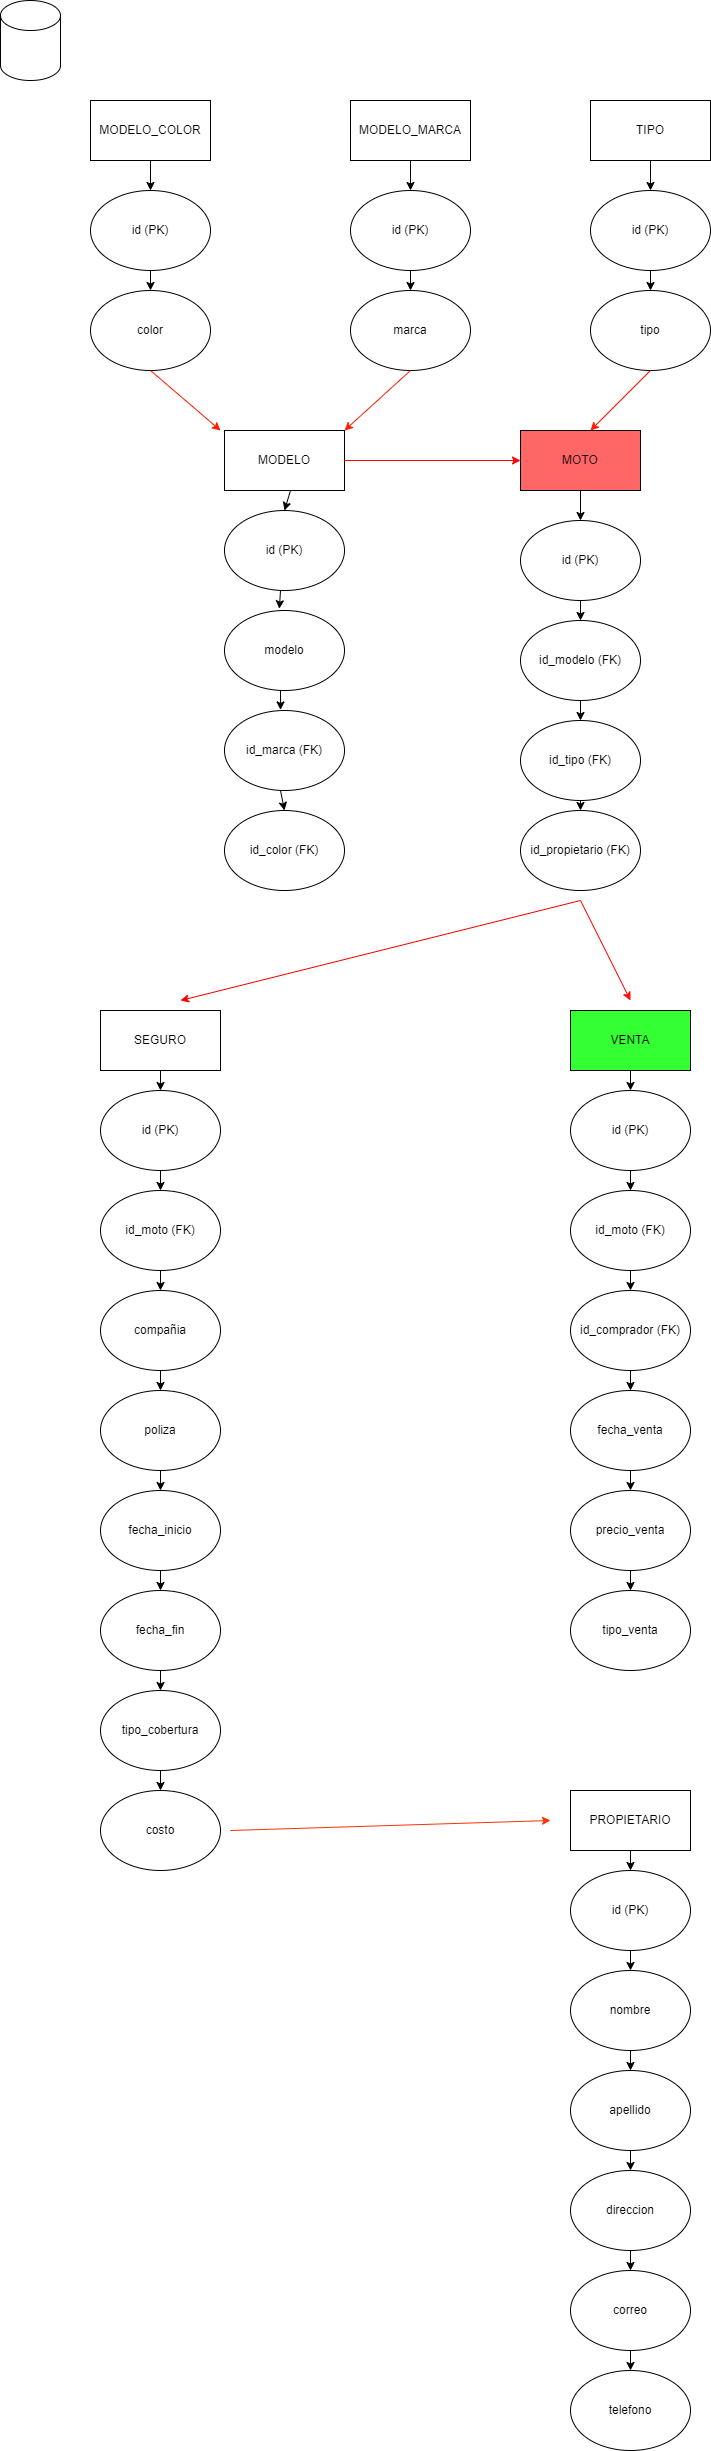 MODELO_COLOR
MODELO_MARCA
TIPO
id (PK)
id (PK)
id (PK)
color
marca
tipo
MODELO
MOTO
id (PK)
id (PK)
modelo
id_modelo (FK)
id_marca (FK)
id_tipo (FK)
id_color (FK)
id_propietario (FK)
SEGURO
VENTA
id (PK)
id (PK)
id_moto (FK)
id_moto (FK)
compañia
id_comprador (FK)
poliza
fecha_venta
fecha_inicio
precio_venta
fecha_fin
tipo_venta
tipo_cobertura
costo
PROPIETARIO
id (PK)
nombre
apellido
direccion
correo
telefono